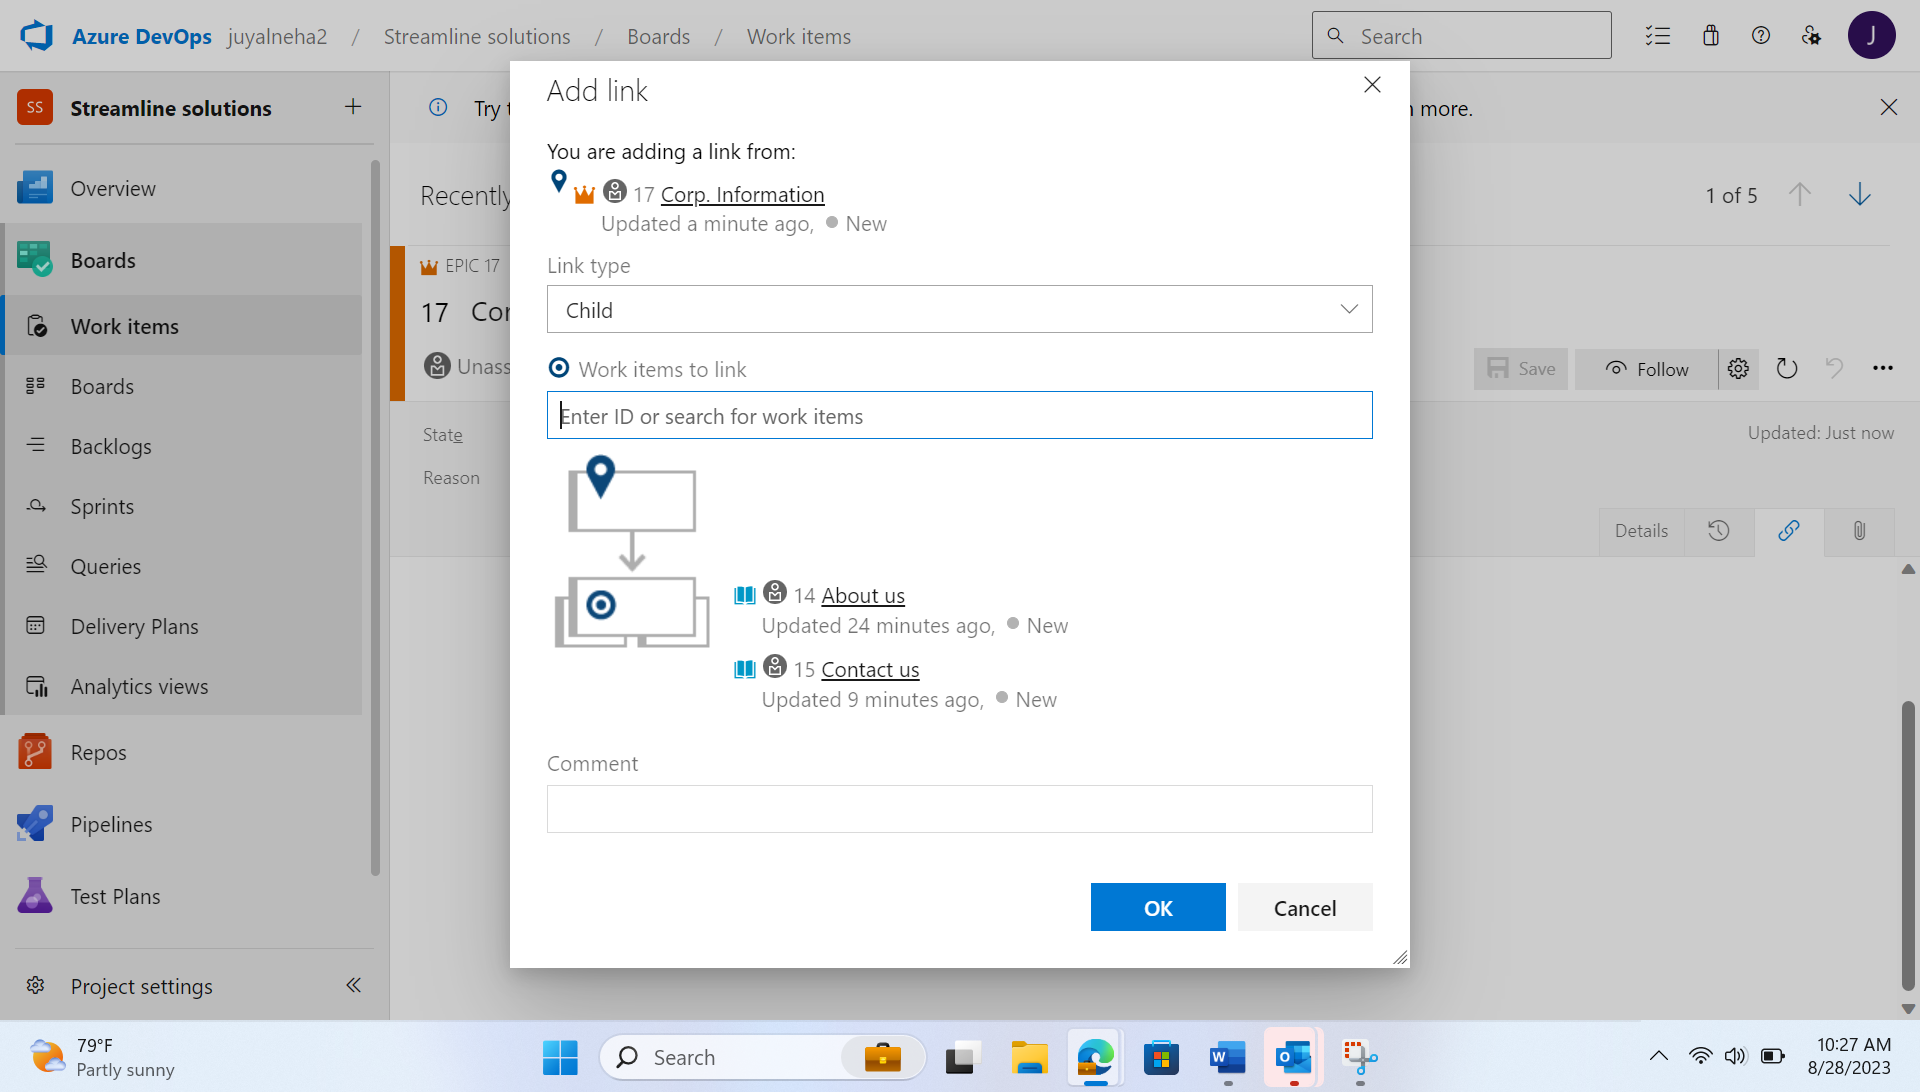 Azure DevOps juyalneha2 / Streamline solutions / Boards / Work items
Search
J
SS Streamline solutions +
Try t
n more.
Add link
You are adding a link from:
17 Corp. Information
Updated a minute ago, New
Link type
Child
Work items to link
Enter ID or search for work items
14 About us
Updated 24 minutes ago, New
15 Contact us
Updated 9 minutes ago, New
Comment
OK Cancel
Overview
Boards
Work items
Boards
Backlogs
Sprints
Queries
Delivery Plans
Analytics views
Repos
Pipelines
Test Plans
Project settings
Recently
1 of 5
EPIC 17
17 Cor
Unass
Save Follow
State
Reason
Updated: Just now
Details
79°F
Partly sunny
Search
10:27 AM
8/28/2023